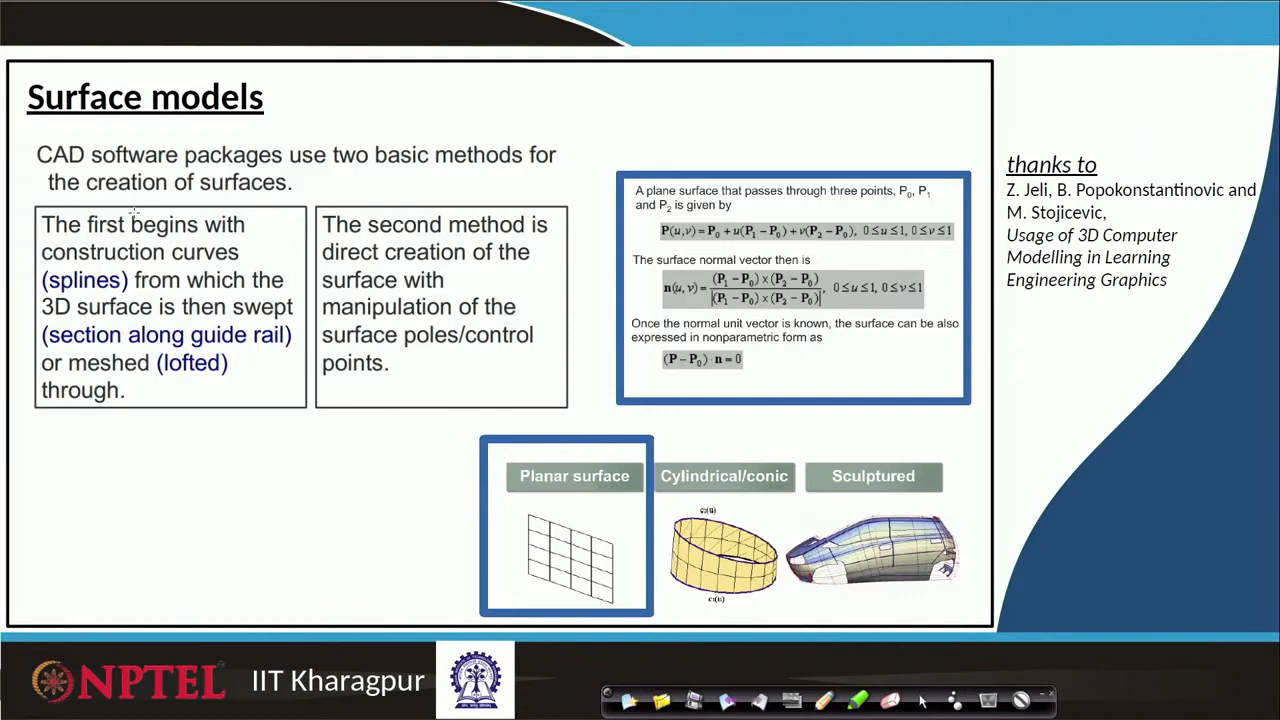 Surface models
CAD software packages use two basic methods for
the creation of surfaces.
The first begins with
construction curves
(splines) from which the
3D surface is then swept
(section along guide rail)
or meshed (lofted)
through.
The second method is
direct creation of the
surface with
manipulation of the
surface poles/control
points.
A plane surface that passes through three points, P₀, P₁
and P₂ is given by
P(u,v) = P₀ + u(P₁ − P₀) + v(P₂ − P₀), 0 ≤ u ≤ 1, 0 ≤ v ≤ 1
The surface normal vector then is
n(u,v) = (P₁ − P₀) × (P₂ − P₀) / |(P₁ − P₀) × (P₂ − P₀)|, 0 ≤ u ≤ 1, 0 ≤ v ≤ 1
Once the normal unit vector is known, the surface can be also
expressed in nonparametric form as
(P − P₀) · n = 0
Planar surface
Cylindrical/conic
Sculptured
thanks to
Z. Jeli, B. Popokonstantinovic and
M. Stojicevic,
Usage of 3D Computer
Modelling in Learning
Engineering Graphics
NPTEL
IIT Kharagpur